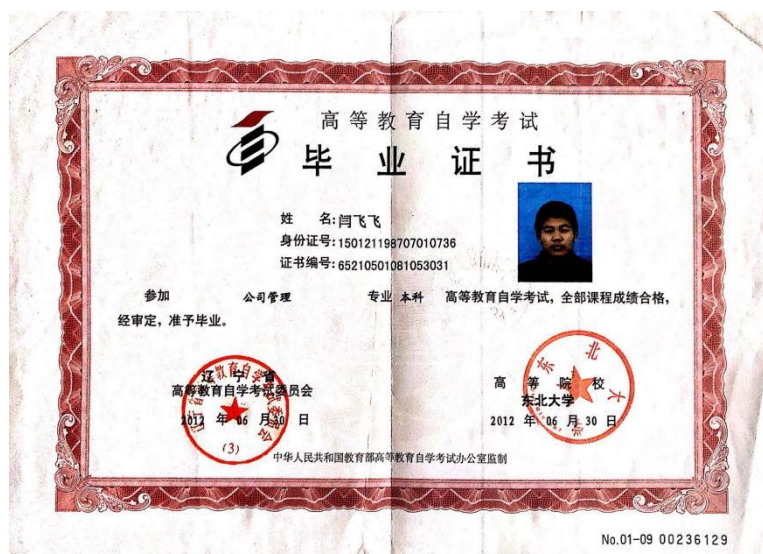 高等教育自学考试
毕业证书
姓 名:闫飞飞
身份证号:150121198707010736
证书编号:65210501081053031
参加 公司管理 专业 本科 高等教育自学考试，全部课程成绩合格，
经审定，准予毕业。
辽宁省
高等教育自学考试委员会
2012 年 06 月 30 日
(3)
高等院校
东北大学
2012 年 06 月 30 日
东北大学
中华人民共和国教育部高等教育自学考试办公室监制
No.01-09 00236129